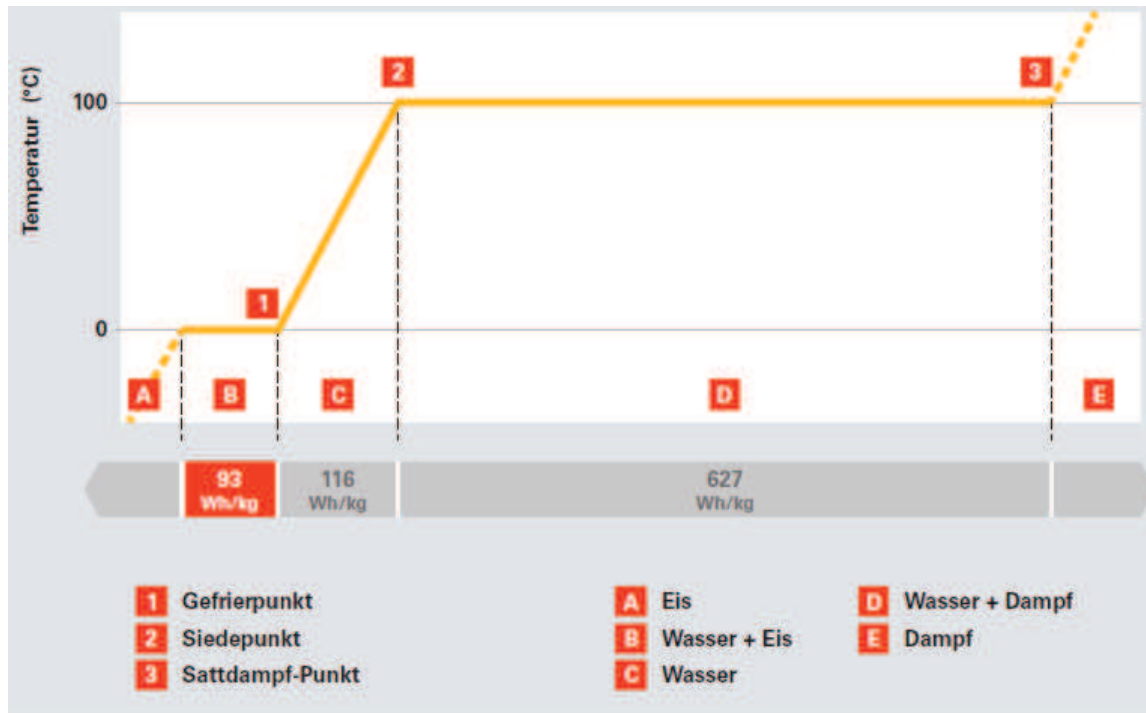 Temperatur (°C)
2
3
100
1
0
A
B
C
D
E
93
Wh/kg
116
Wh/kg
627
Wh/kg
1 Gefrierpunkt
2 Siedepunkt
3 Sattdampf-Punkt
A Eis
B Wasser + Eis
C Wasser
D Wasser + Dampf
E Dampf